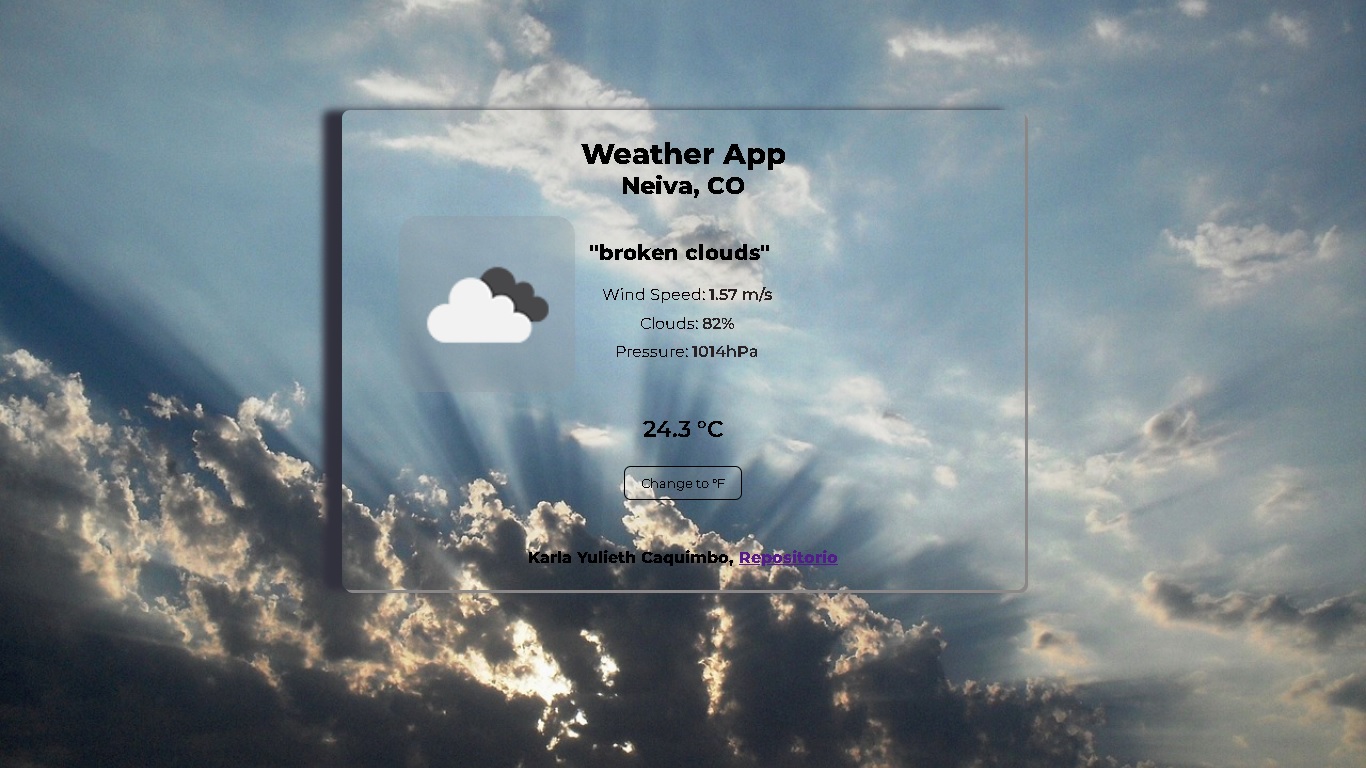 Weather App
Neiva, CO
"broken clouds"
Wind Speed: 1.57 m/s
Clouds: 82%
Pressure: 1014hPa
24.3 °C
Change to °F
Karla Yulieth Caquimbo, Repositorio